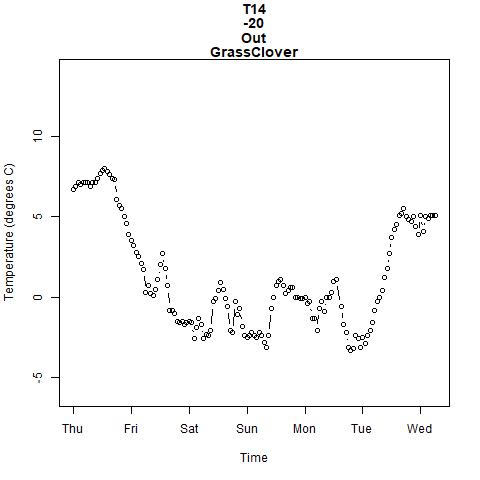 T14
-20
Out
GrassClover
Temperature (degrees C)
10
5
0
-5
Thu Fri Sat Sun Mon Tue Wed
Time